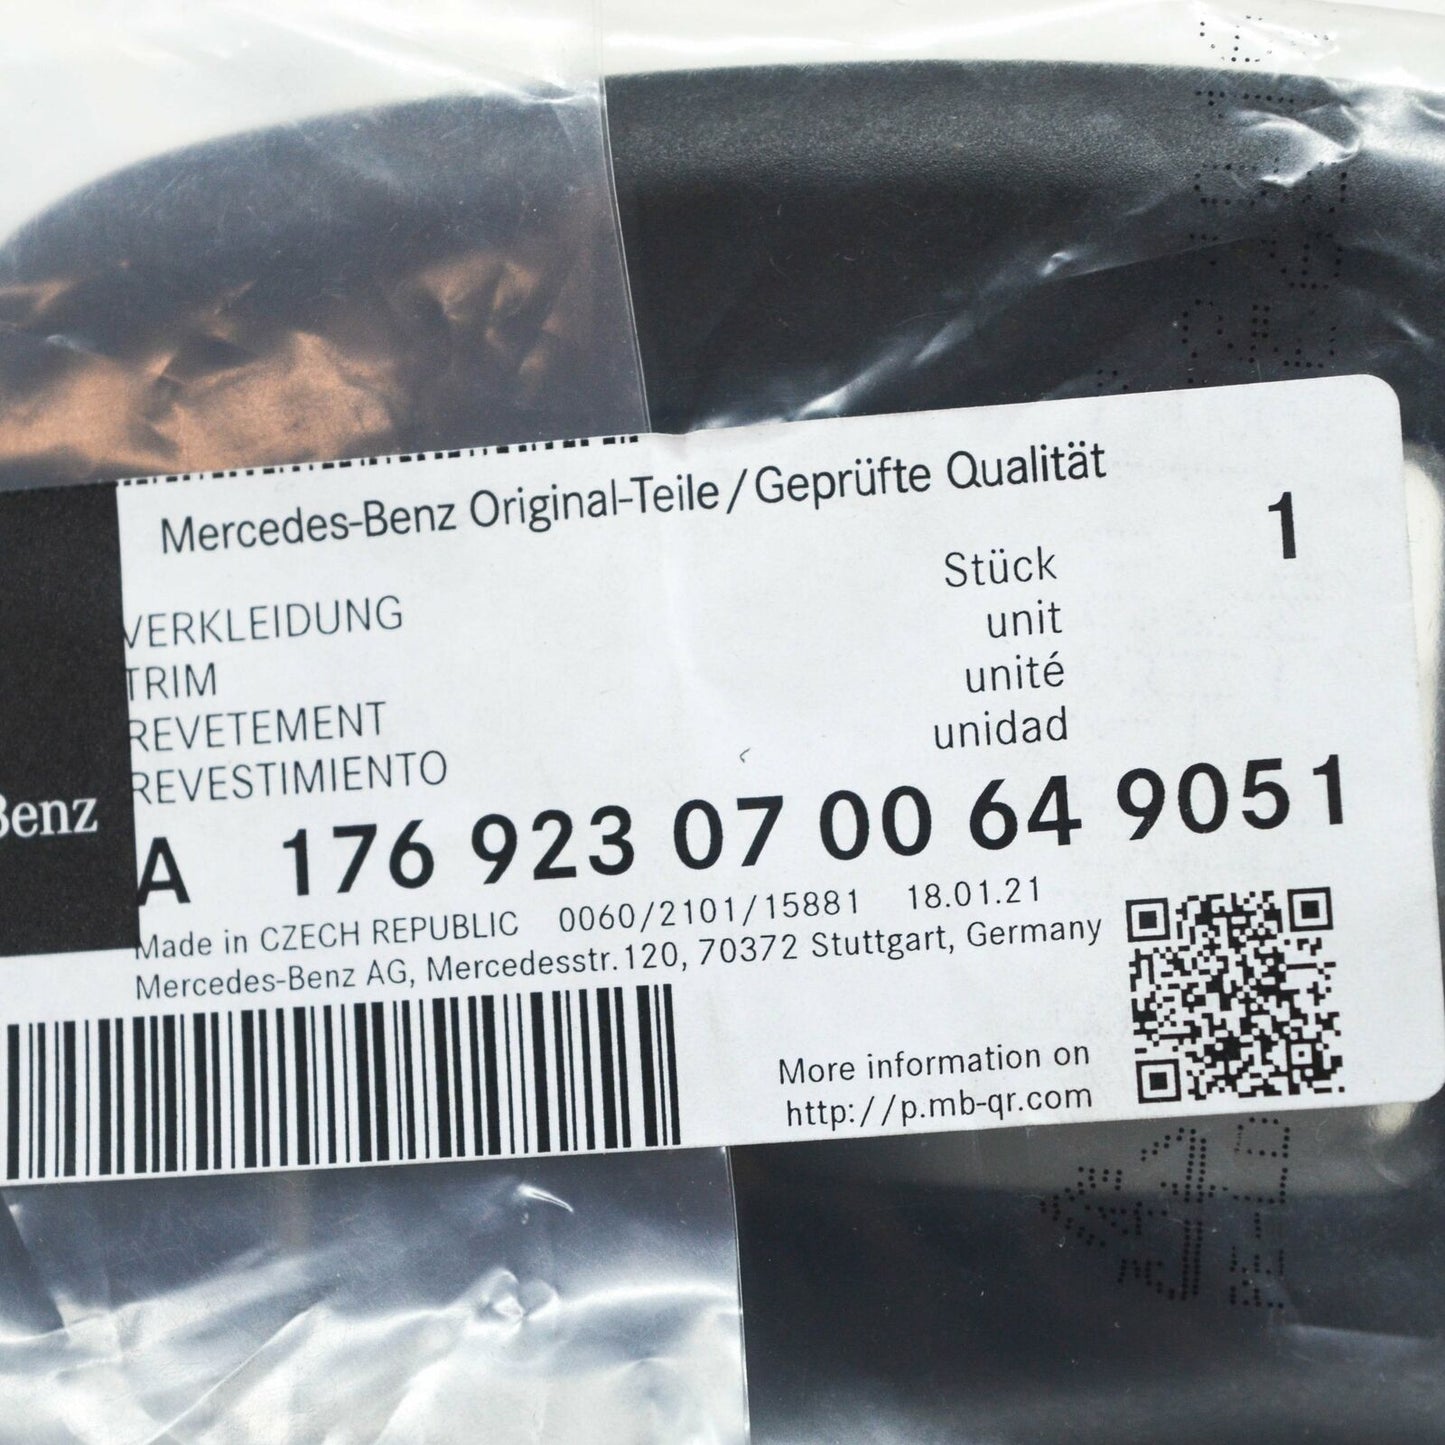 Mercedes-Benz Original-Teile/Geprüfte Qualität
1
Stück
unit
unité
unidad
VERKLEIDUNG
TRIM
REVETEMENT
REVESTIMIENTO
Benz
A 176 923 07 00 64 9051
Made in CZECH REPUBLIC 0060/2101/15881 18.01.21
Mercedes-Benz AG, Mercedesstr.120, 70372 Stuttgart, Germany
More information on
http://p.mb-qr.com